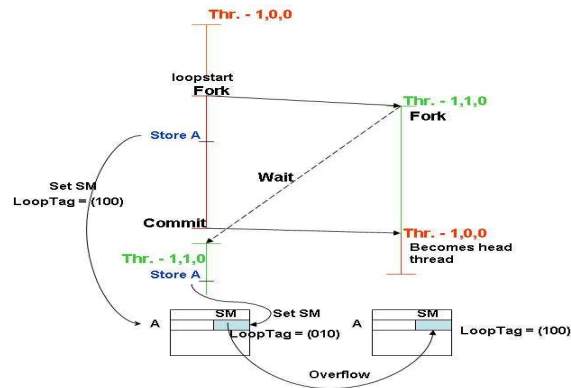 Thr. - 1,0,0
loopstart
Fork
Thr. - 1,1,0
Fork
Store A
Wait
Set SM
LoopTag = (100)
Commit
Thr. - 1,0,0
Becomes head
thread
Thr. - 1,1,0
Store A
SM
Set SM
A
LoopTag = (010)
SM
A
LoopTag = (100)
Overflow